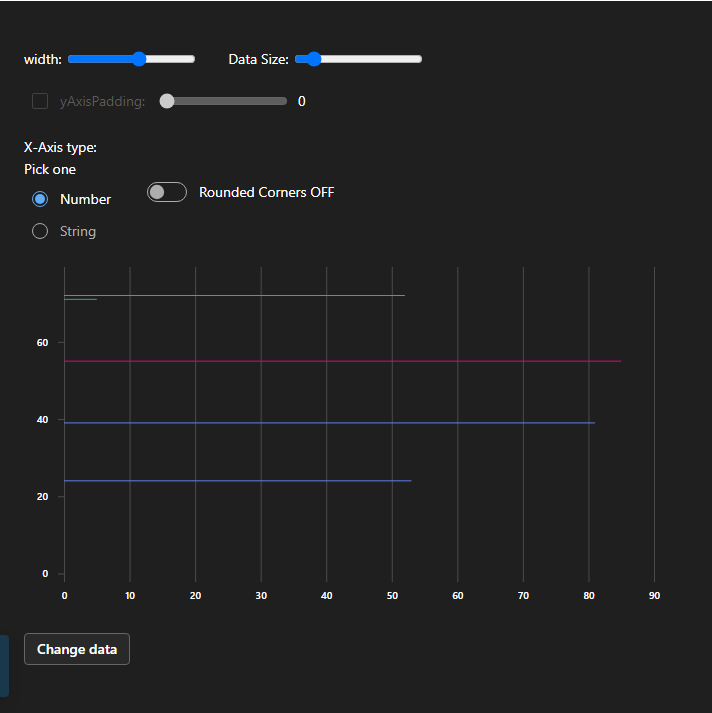 width: Data Size:
yAxisPadding: 0
X-Axis type:
Pick one
Number
Rounded Corners OFF
String
60
40
20
0
0 10 20 30 40 50 60 70 80 90
Change data